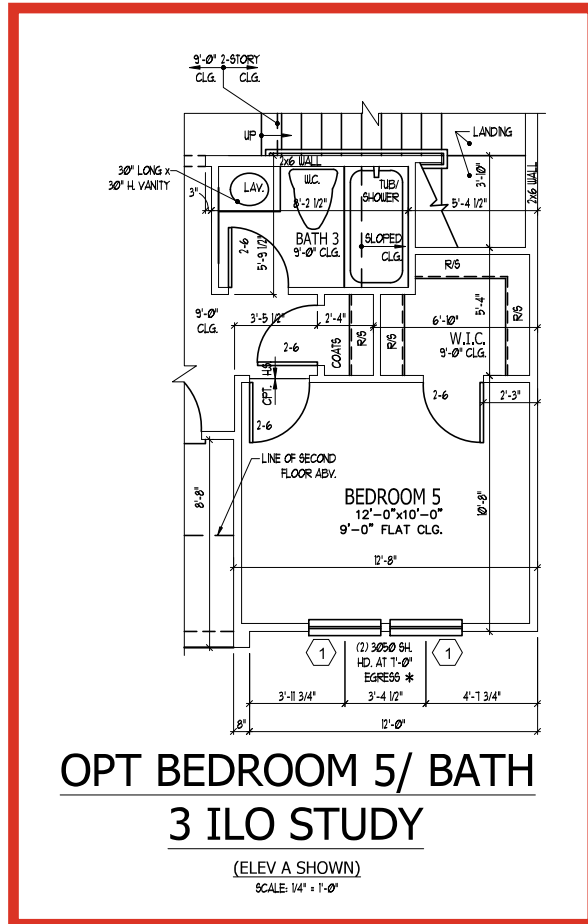 9'-0" 2-STORY
CLG. CLG.
UP
LANDING
2x6 WALL
30" LONG x
30" H. VANITY
3"
LAV.
W.C.
TUB/
SHOWER
3'-10"
2x6 WALL
8'-2 1/2"
5'-4 1/2"
BATH 3
9'-0" CLG.
SLOPED
CLG.
2-6
5'-9 1/2"
R/S
9'-0"
CLG.
3'-5 1/2"
2'-4"
6'-10"
5'-4"
R/S
W.I.C.
9'-0" CLG.
COATS
R/S
R/S
2-6
CPT. H.S.
2-6
2-6
2'-3"
LINE OF SECOND
FLOOR ABV.
8'-8"
BEDROOM 5
12'-0"x10'-0"
9'-0" FLAT CLG.
10'-8"
12'-8"
1
(2) 3050 SH.
HD. AT 7'-0"
EGRESS *
1
3'-11 3/4"
3'-4 1/2"
4'-7 3/4"
8"
12'-0"
OPT BEDROOM 5/ BATH
3 ILO STUDY
(ELEV A SHOWN)
SCALE: 1/4" = 1'-0"